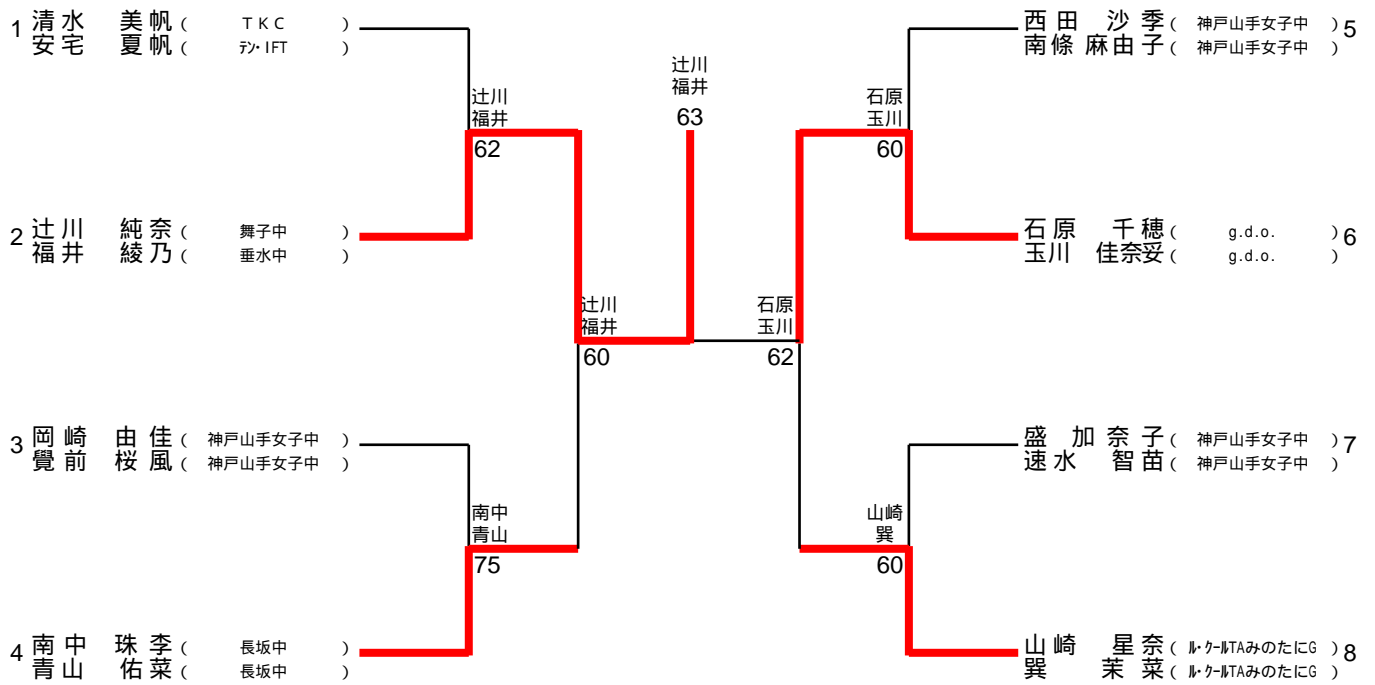 1 清水 美帆 ( TKC )
安宅 夏帆 ( テン・IFT )
2 辻川 純奈 ( 舞子中 )
福井 綾乃 ( 垂水中 )
3 岡崎 由佳 ( 神戸山手女子中 )
覺前 桜風 ( 神戸山手女子中 )
4 南中 珠李 ( 長坂中 )
青山 佑菜 ( 長坂中 )
辻川
福井
62
南中
青山
75
辻川
福井
60
辻川
福井
63
石原
玉川
62
石原
玉川
60
山崎
巽
60
西田 沙季 ( 神戸山手女子中 ) 5
南條 麻由子 ( 神戸山手女子中 )
石原 千穂 ( g.d.o. ) 6
玉川 佳奈妥 ( g.d.o. )
盛 加奈子 ( 神戸山手女子中 ) 7
速水 智苗 ( 神戸山手女子中 )
山崎 星奈 ( ル・クールTAみのたにG ) 8
巽 茉菜 ( ル・クールTAみのたにG )